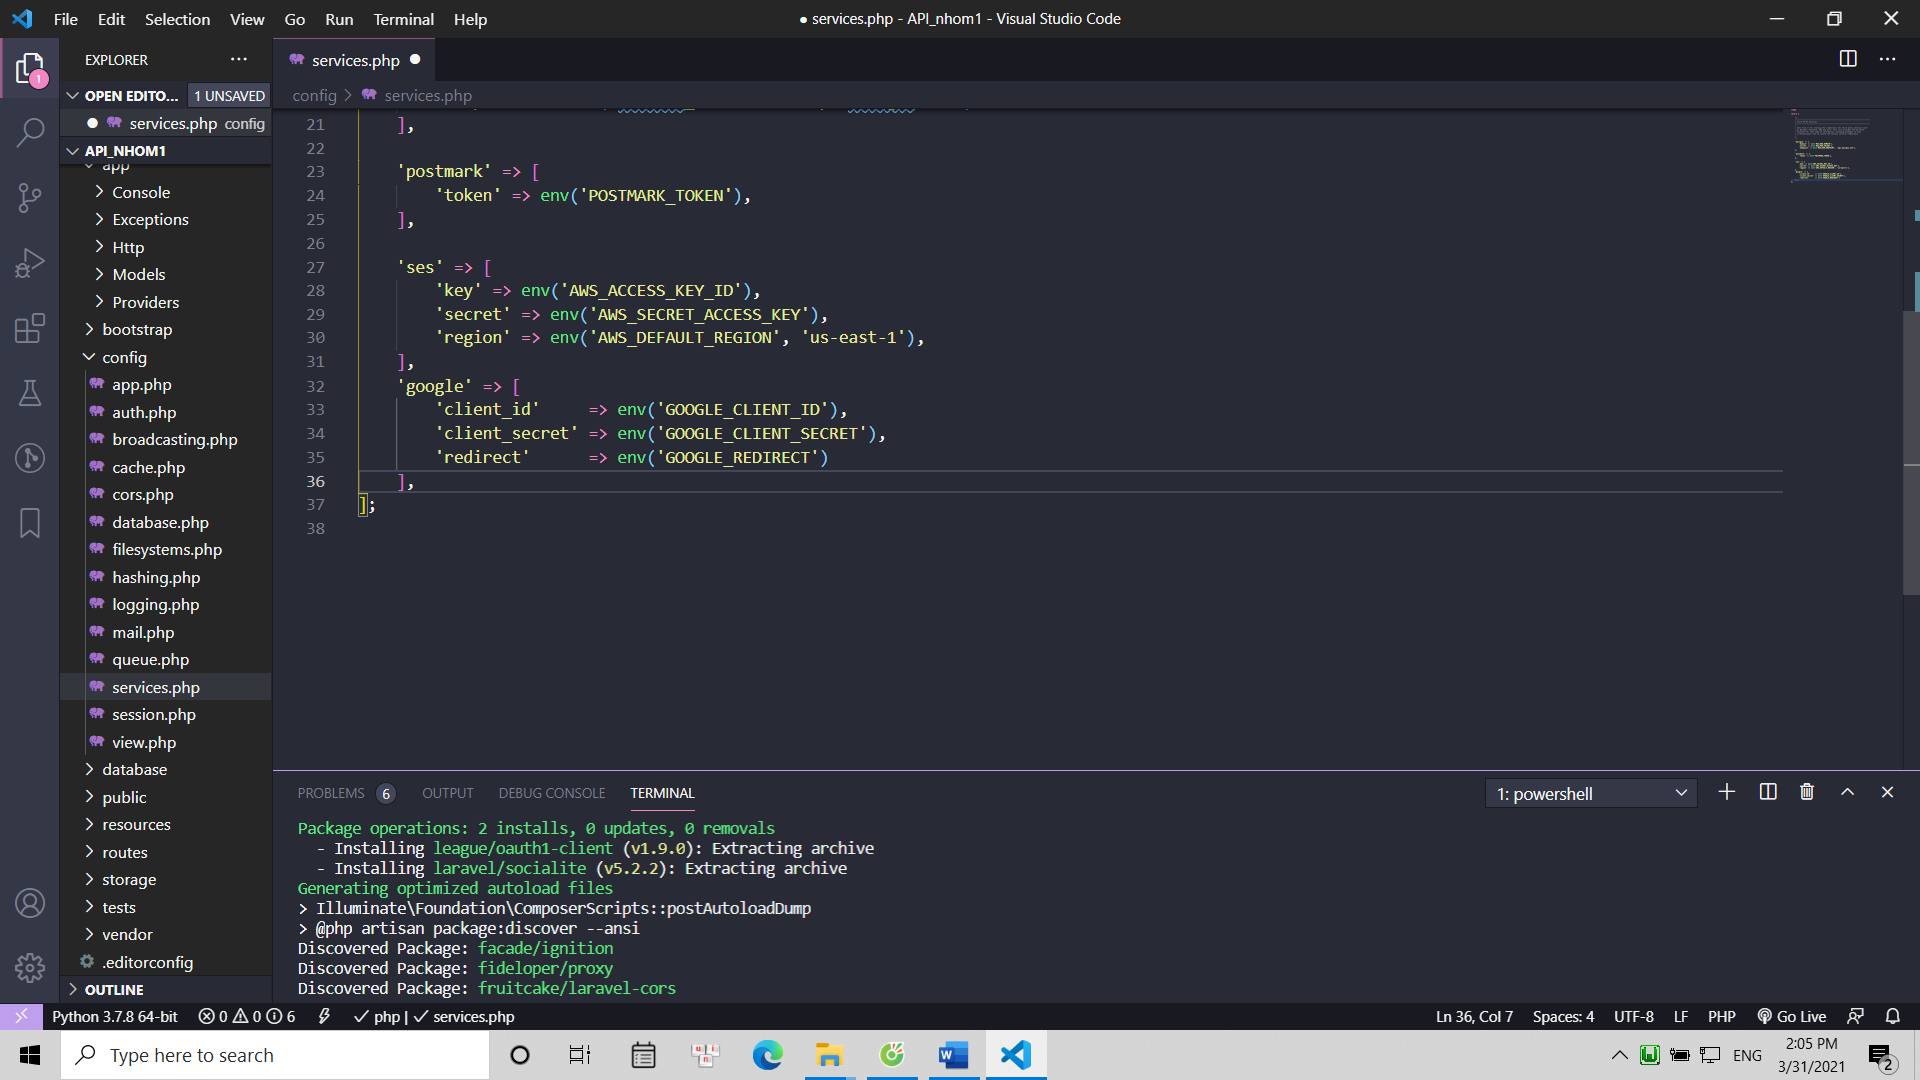 File Edit Selection View Go Run Terminal Help
● services.php - API_nhom1 - Visual Studio Code
EXPLORER
services.php
1
OPEN EDITO... 1 UNSAVED
services.php config
API_NHOM1
app
Console
Exceptions
Http
Models
Providers
bootstrap
config
app.php
auth.php
broadcasting.php
cache.php
cors.php
database.php
filesystems.php
hashing.php
logging.php
mail.php
queue.php
services.php
session.php
view.php
database
public
resources
routes
storage
tests
vendor
.editorconfig
OUTLINE
config > services.php
21 ],
22
23 'postmark' => [
24 'token' => env('POSTMARK_TOKEN'),
25 ],
26
27 'ses' => [
28 'key' => env('AWS_ACCESS_KEY_ID'),
29 'secret' => env('AWS_SECRET_ACCESS_KEY'),
30 'region' => env('AWS_DEFAULT_REGION', 'us-east-1'),
31 ],
32 'google' => [
33 'client_id'     => env('GOOGLE_CLIENT_ID'),
34 'client_secret' => env('GOOGLE_CLIENT_SECRET'),
35 'redirect'      => env('GOOGLE_REDIRECT')
36 ],
37 ];
38
PROBLEMS 6 OUTPUT DEBUG CONSOLE TERMINAL
1: powershell
Package operations: 2 installs, 0 updates, 0 removals
- Installing league/oauth1-client (v1.9.0): Extracting archive
- Installing laravel/socialite (v5.2.2): Extracting archive
Generating optimized autoload files
> Illuminate\Foundation\ComposerScripts::postAutoloadDump
> @php artisan package:discover --ansi
Discovered Package: facade/ignition
Discovered Package: fideloper/proxy
Discovered Package: fruitcake/laravel-cors
Python 3.7.8 64-bit 0 0 6 php | services.php
Ln 36, Col 7 Spaces: 4 UTF-8 LF PHP Go Live
Type here to search
ENG
2:05 PM
3/31/2021
2